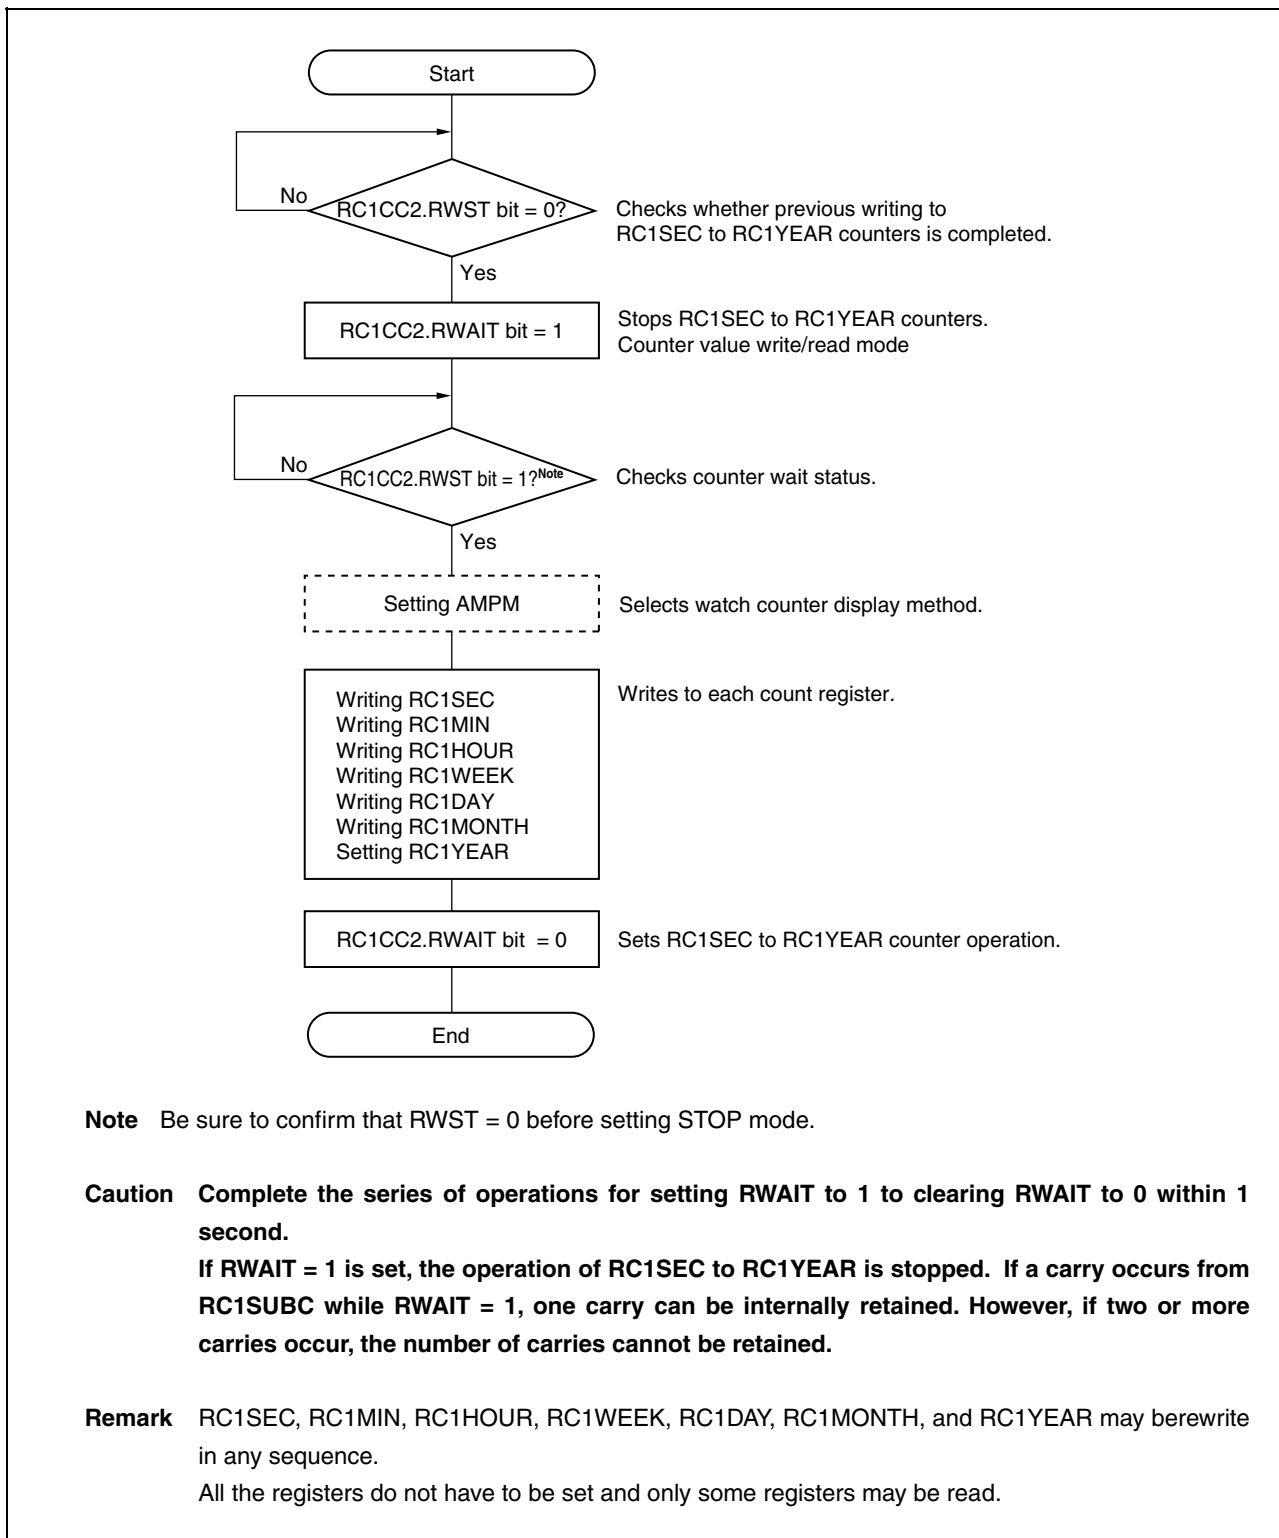 Start
No
RC1CC2.RWST bit = 0?
Checks whether previous writing to
RC1SEC to RC1YEAR counters is completed.
Yes
RC1CC2.RWAIT bit = 1
Stops RC1SEC to RC1YEAR counters.
Counter value write/read mode
No
RC1CC2.RWST bit = 1?Note
Checks counter wait status.
Yes
Setting AMPM
Selects watch counter display method.
Writing RC1SEC
Writing RC1MIN
Writing RC1HOUR
Writing RC1WEEK
Writing RC1DAY
Writing RC1MONTH
Setting RC1YEAR
Writes to each count register.
RC1CC2.RWAIT bit = 0
Sets RC1SEC to RC1YEAR counter operation.
End
Note Be sure to confirm that RWST = 0 before setting STOP mode.
Caution Complete the series of operations for setting RWAIT to 1 to clearing RWAIT to 0 within 1
second.
If RWAIT = 1 is set, the operation of RC1SEC to RC1YEAR is stopped. If a carry occurs from
RC1SUBC while RWAIT = 1, one carry can be internally retained. However, if two or more
carries occur, the number of carries cannot be retained.
Remark RC1SEC, RC1MIN, RC1HOUR, RC1WEEK, RC1DAY, RC1MONTH, and RC1YEAR may berewrite
in any sequence.
All the registers do not have to be set and only some registers may be read.